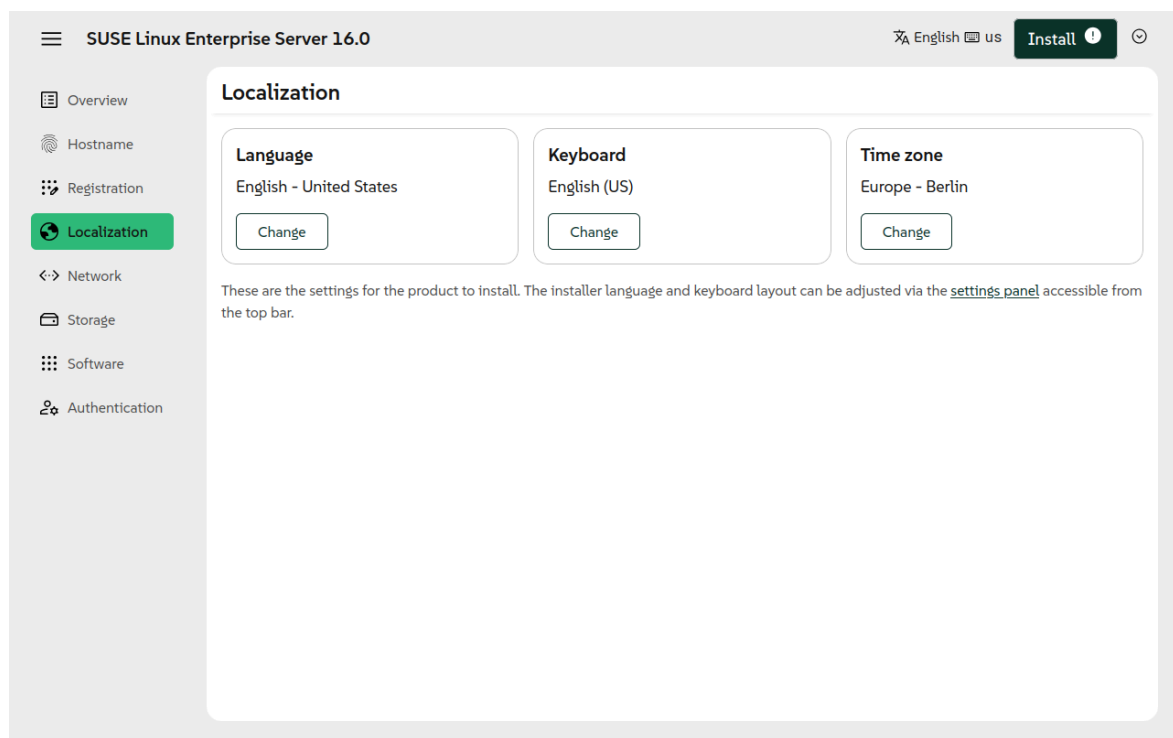 SUSE Linux Enterprise Server 16.0
English us
Install
Overview
Hostname
Registration
Localization
Network
Storage
Software
Authentication
Localization
Language
English - United States
Change
Keyboard
English (US)
Change
Time zone
Europe - Berlin
Change
These are the settings for the product to install. The installer language and keyboard layout can be adjusted via the settings panel accessible from
the top bar.